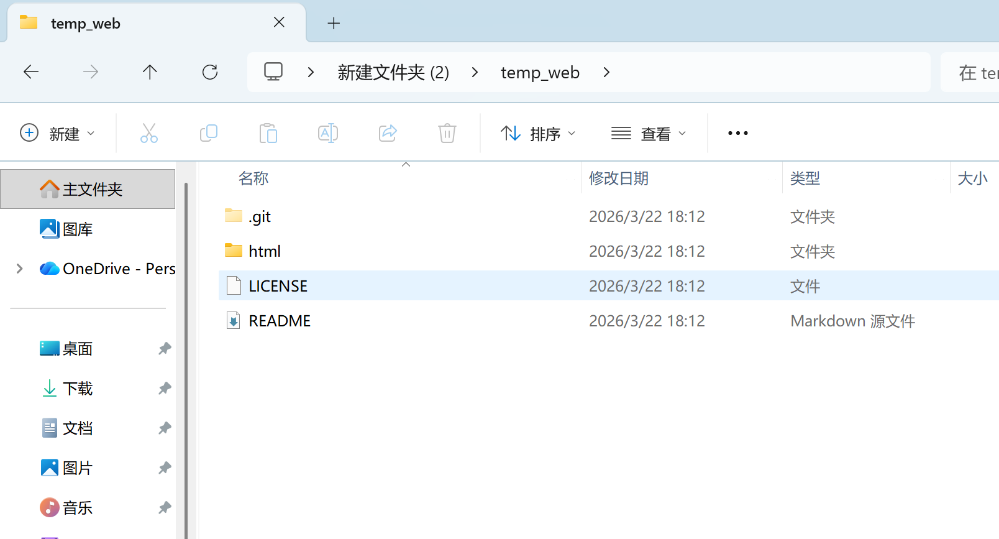 temp_web
新建文件夹 (2) temp_web
在 ter
新建 排序 查看
名称 修改日期 类型 大小
主文件夹
图库
OneDrive - Pers
桌面
下载
文档
图片
音乐
.git 2026/3/22 18:12 文件夹
html 2026/3/22 18:12 文件夹
LICENSE 2026/3/22 18:12 文件
README 2026/3/22 18:12 Markdown 源文件